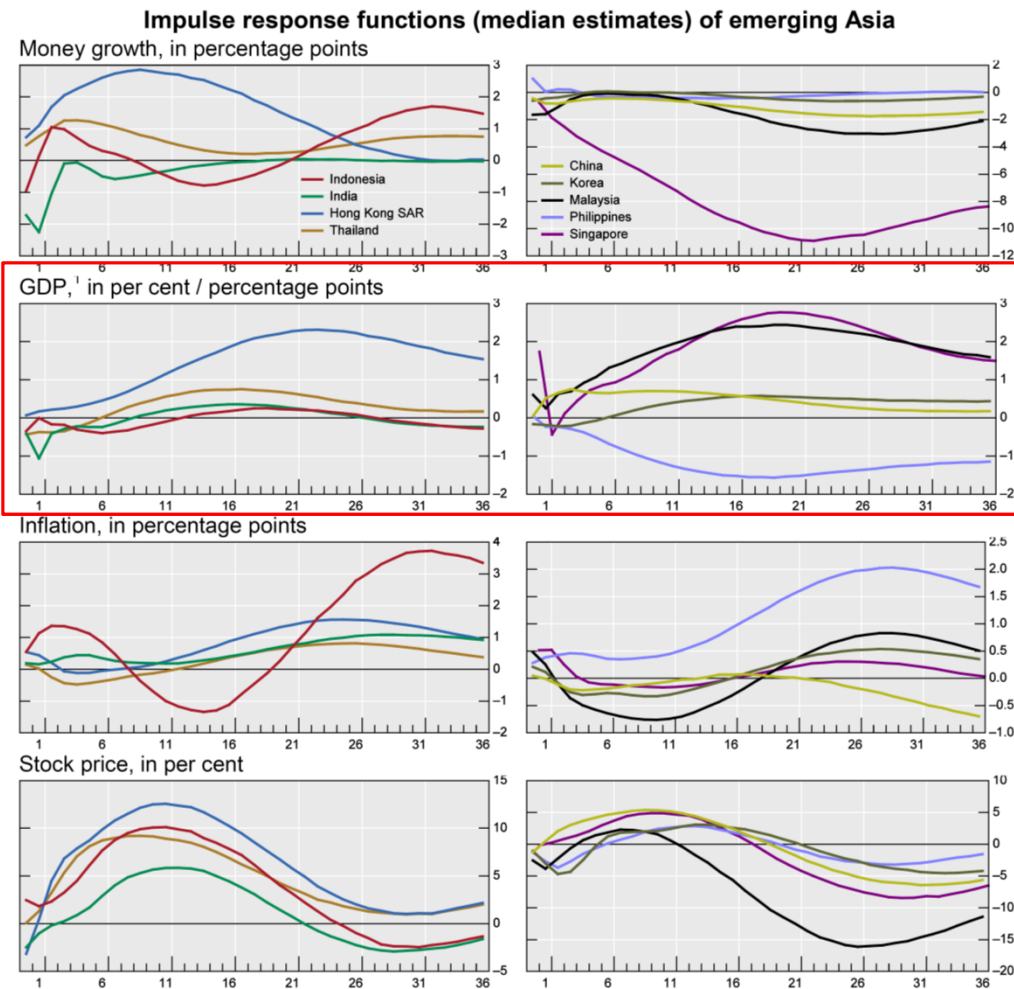 Impulse response functions (median estimates) of emerging Asia
Money growth, in percentage points
3
2
1
0
–1
–2
–3
Indonesia
India
Hong Kong SAR
Thailand
1 6 11 16 21 26 31 36
2
0
–2
–4
–6
–8
–10
–12
China
Korea
Malaysia
Philippines
Singapore
1 6 11 16 21 26 31 36
GDP,¹ in per cent / percentage points
3
2
1
0
–1
–2
1 6 11 16 21 26 31 36
3
2
1
0
–1
–2
1 6 11 16 21 26 31 36
Inflation, in percentage points
4
3
2
1
0
–1
–2
1 6 11 16 21 26 31 36
2.5
2.0
1.5
1.0
0.5
0.0
–0.5
–1.0
1 6 11 16 21 26 31 36
Stock price, in per cent
15
10
5
0
–5
1 6 11 16 21 26 31 36
10
5
0
–5
–10
–15
–20
1 6 11 16 21 26 31 36